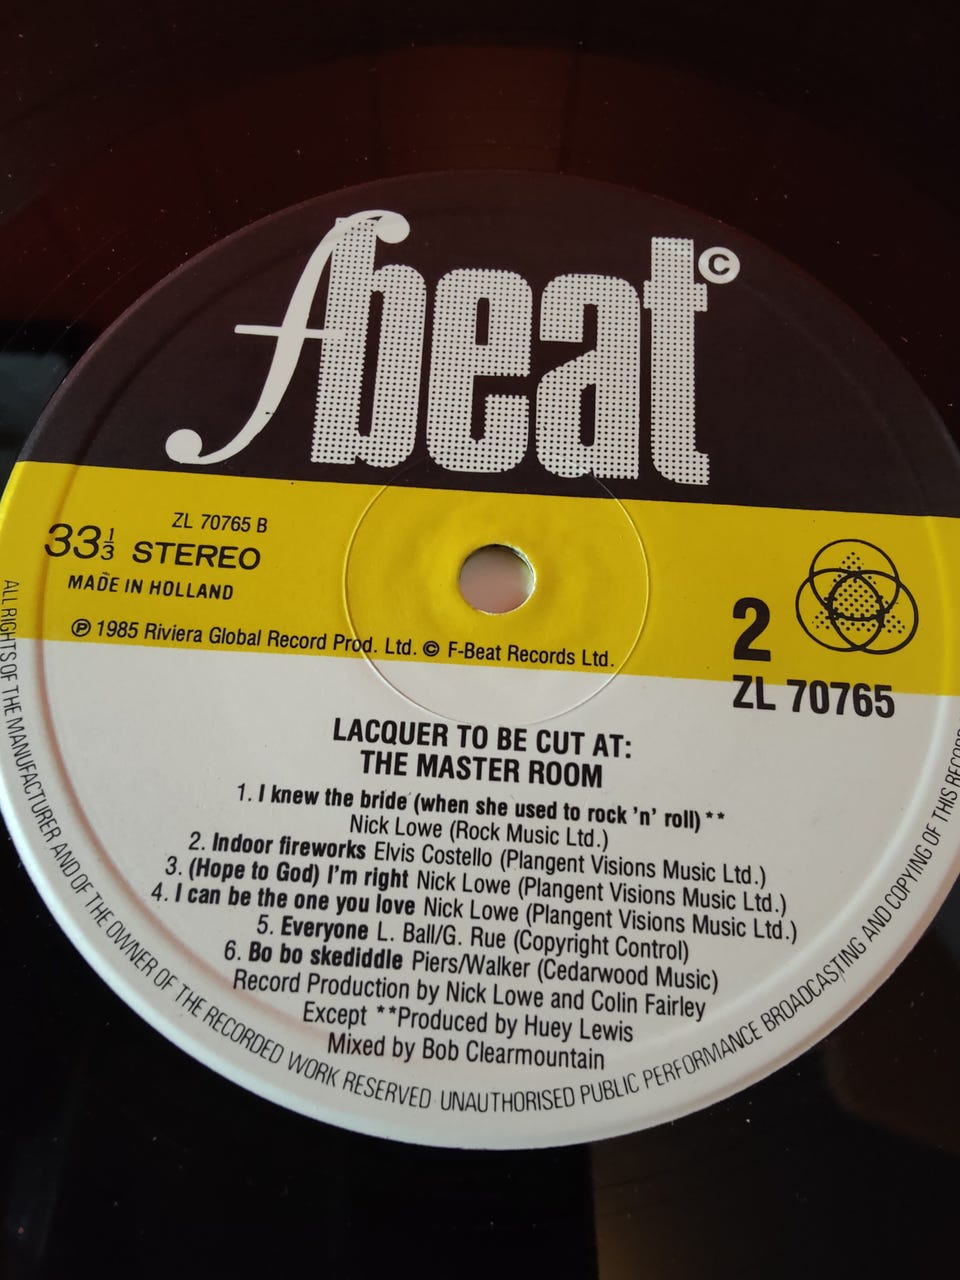 fbeat ©
ZL 70765 B
33⅓ STEREO
MADE IN HOLLAND
℗ 1985 Riviera Global Record Prod. Ltd. © F-Beat Records Ltd.
2
ZL 70765
LACQUER TO BE CUT AT:
THE MASTER ROOM
1. I knew the bride (when she used to rock 'n' roll)**
Nick Lowe (Rock Music Ltd.)
2. Indoor fireworks Elvis Costello (Plangent Visions Music Ltd.)
3. (Hope to God) I'm right Nick Lowe (Plangent Visions Music Ltd.)
4. I can be the one you love Nick Lowe (Plangent Visions Music Ltd.)
5. Everyone L. Ball/G. Rue (Copyright Control)
6. Bo bo skediddle Piers/Walker (Cedarwood Music)
Record Production by Nick Lowe and Colin Fairley
Except **Produced by Huey Lewis
Mixed by Bob Clearmountain
ALL RIGHTS OF THE MANUFACTURER AND OF THE OWNER OF THE RECORDED WORK RESERVED UNAUTHORISED PUBLIC PERFORMANCE BROADCASTING AND COPYING OF THIS RECORD